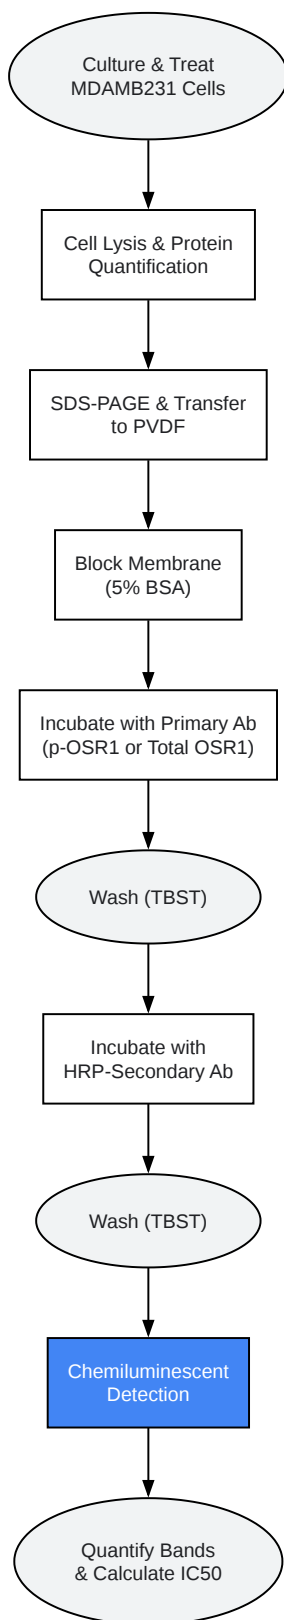 Culture & Treat
MDAMB231 Cells
Cell Lysis & Protein
Quantification
SDS-PAGE & Transfer
to PVDF
Block Membrane
(5% BSA)
Incubate with Primary Ab
(p-OSR1 or Total OSR1)
Wash (TBST)
Incubate with
HRP-Secondary Ab
Wash (TBST)
Chemiluminescent
Detection
Quantify Bands
& Calculate IC50